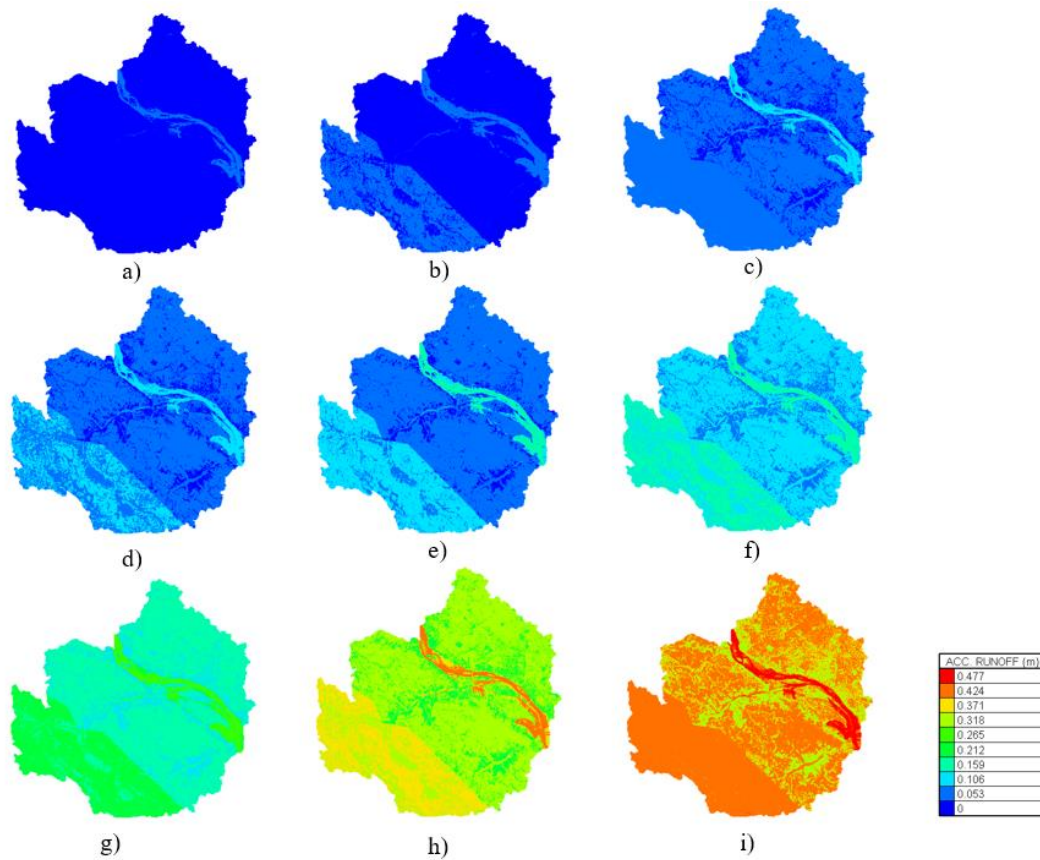 a)
b)
c)
d)
e)
f)
g)
h)
i)
ACC. RUNOFF (m)
0.477
0.424
0.371
0.318
0.265
0.212
0.159
0.106
0.053
0